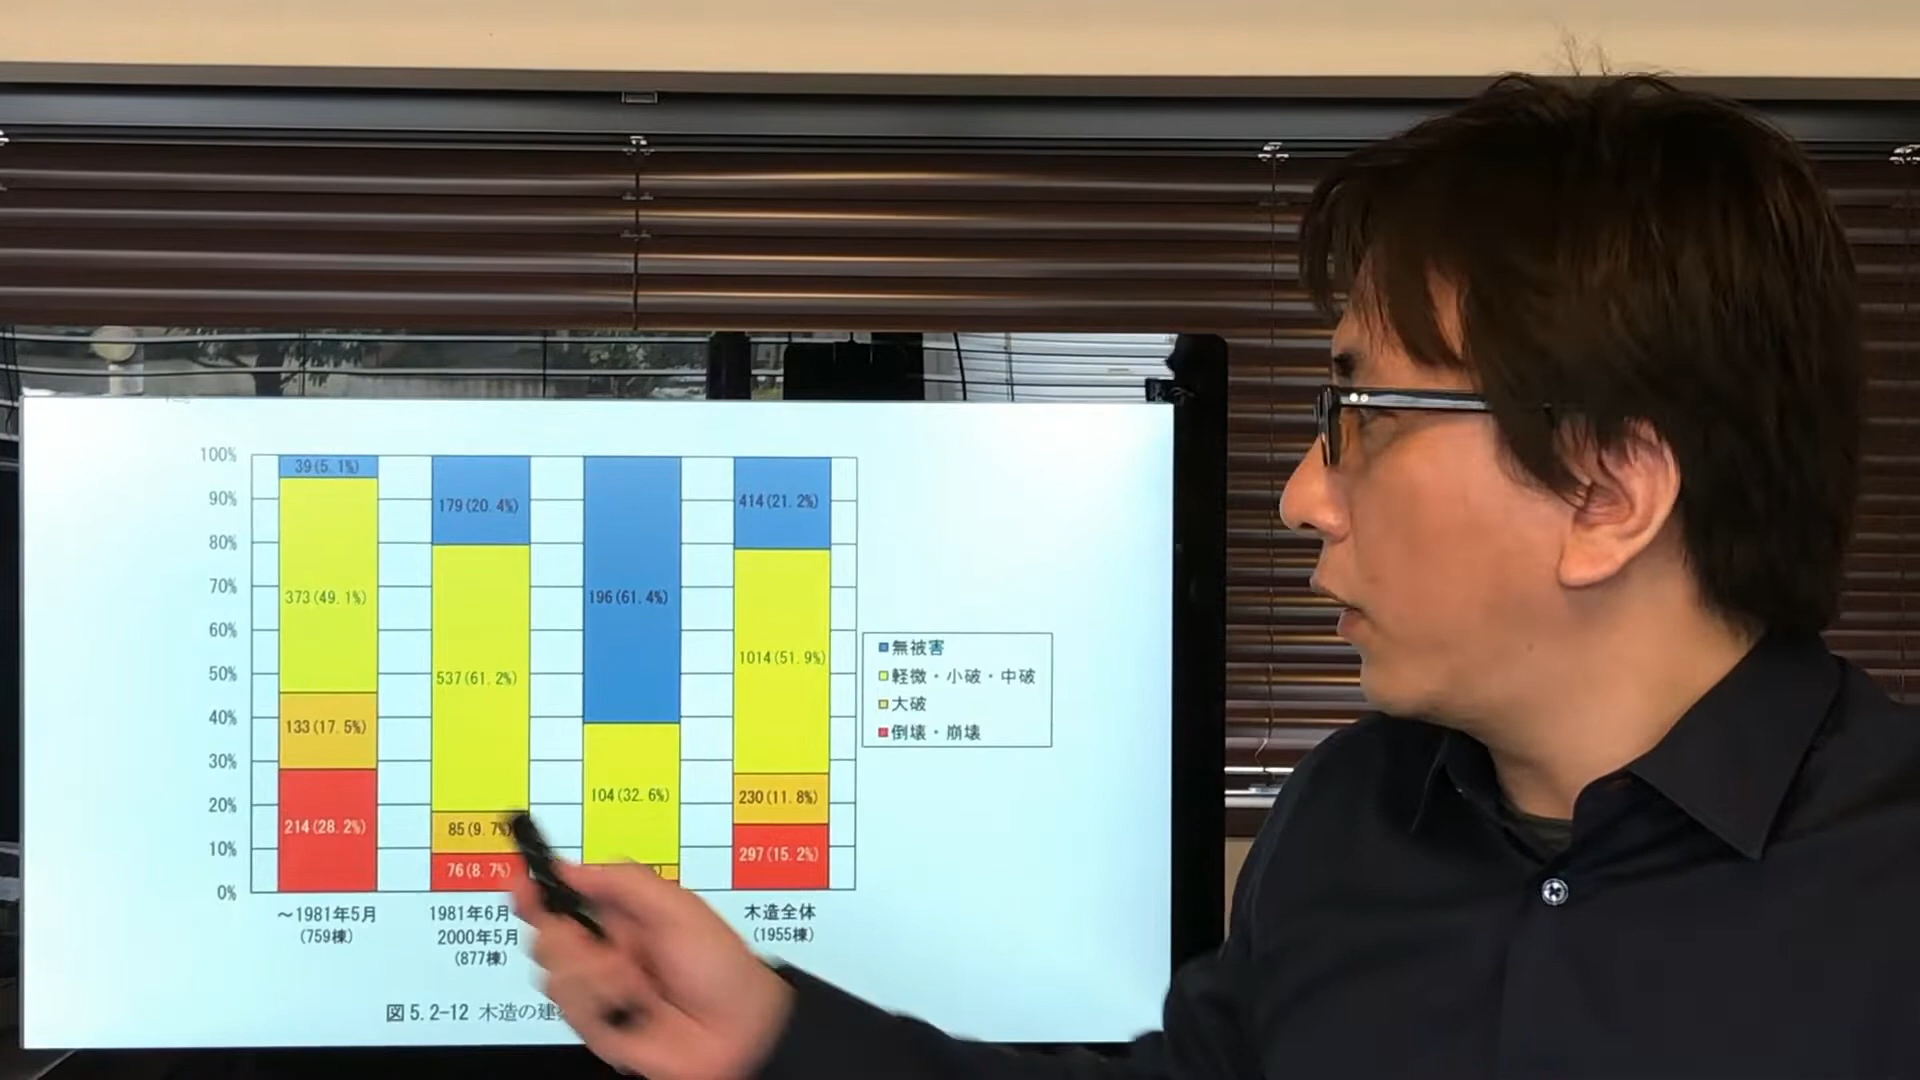 100%
90%
80%
70%
60%
50%
40%
30%
20%
10%
0%
39(5.1%)
373(49.1%)
133(17.5%)
214(28.2%)
179(20.4%)
537(61.2%)
85(9.7%)
76(8.7%)
196(61.4%)
104(32.6%)
414(21.2%)
1014(51.9%)
230(11.8%)
297(15.2%)
無被害
軽微・小破・中破
大破
倒壊・崩壊
~1981年5月
(759棟)
1981年6月
2000年5月
(877棟)
木造全体
(1955棟)
図5.2-12 木造の建